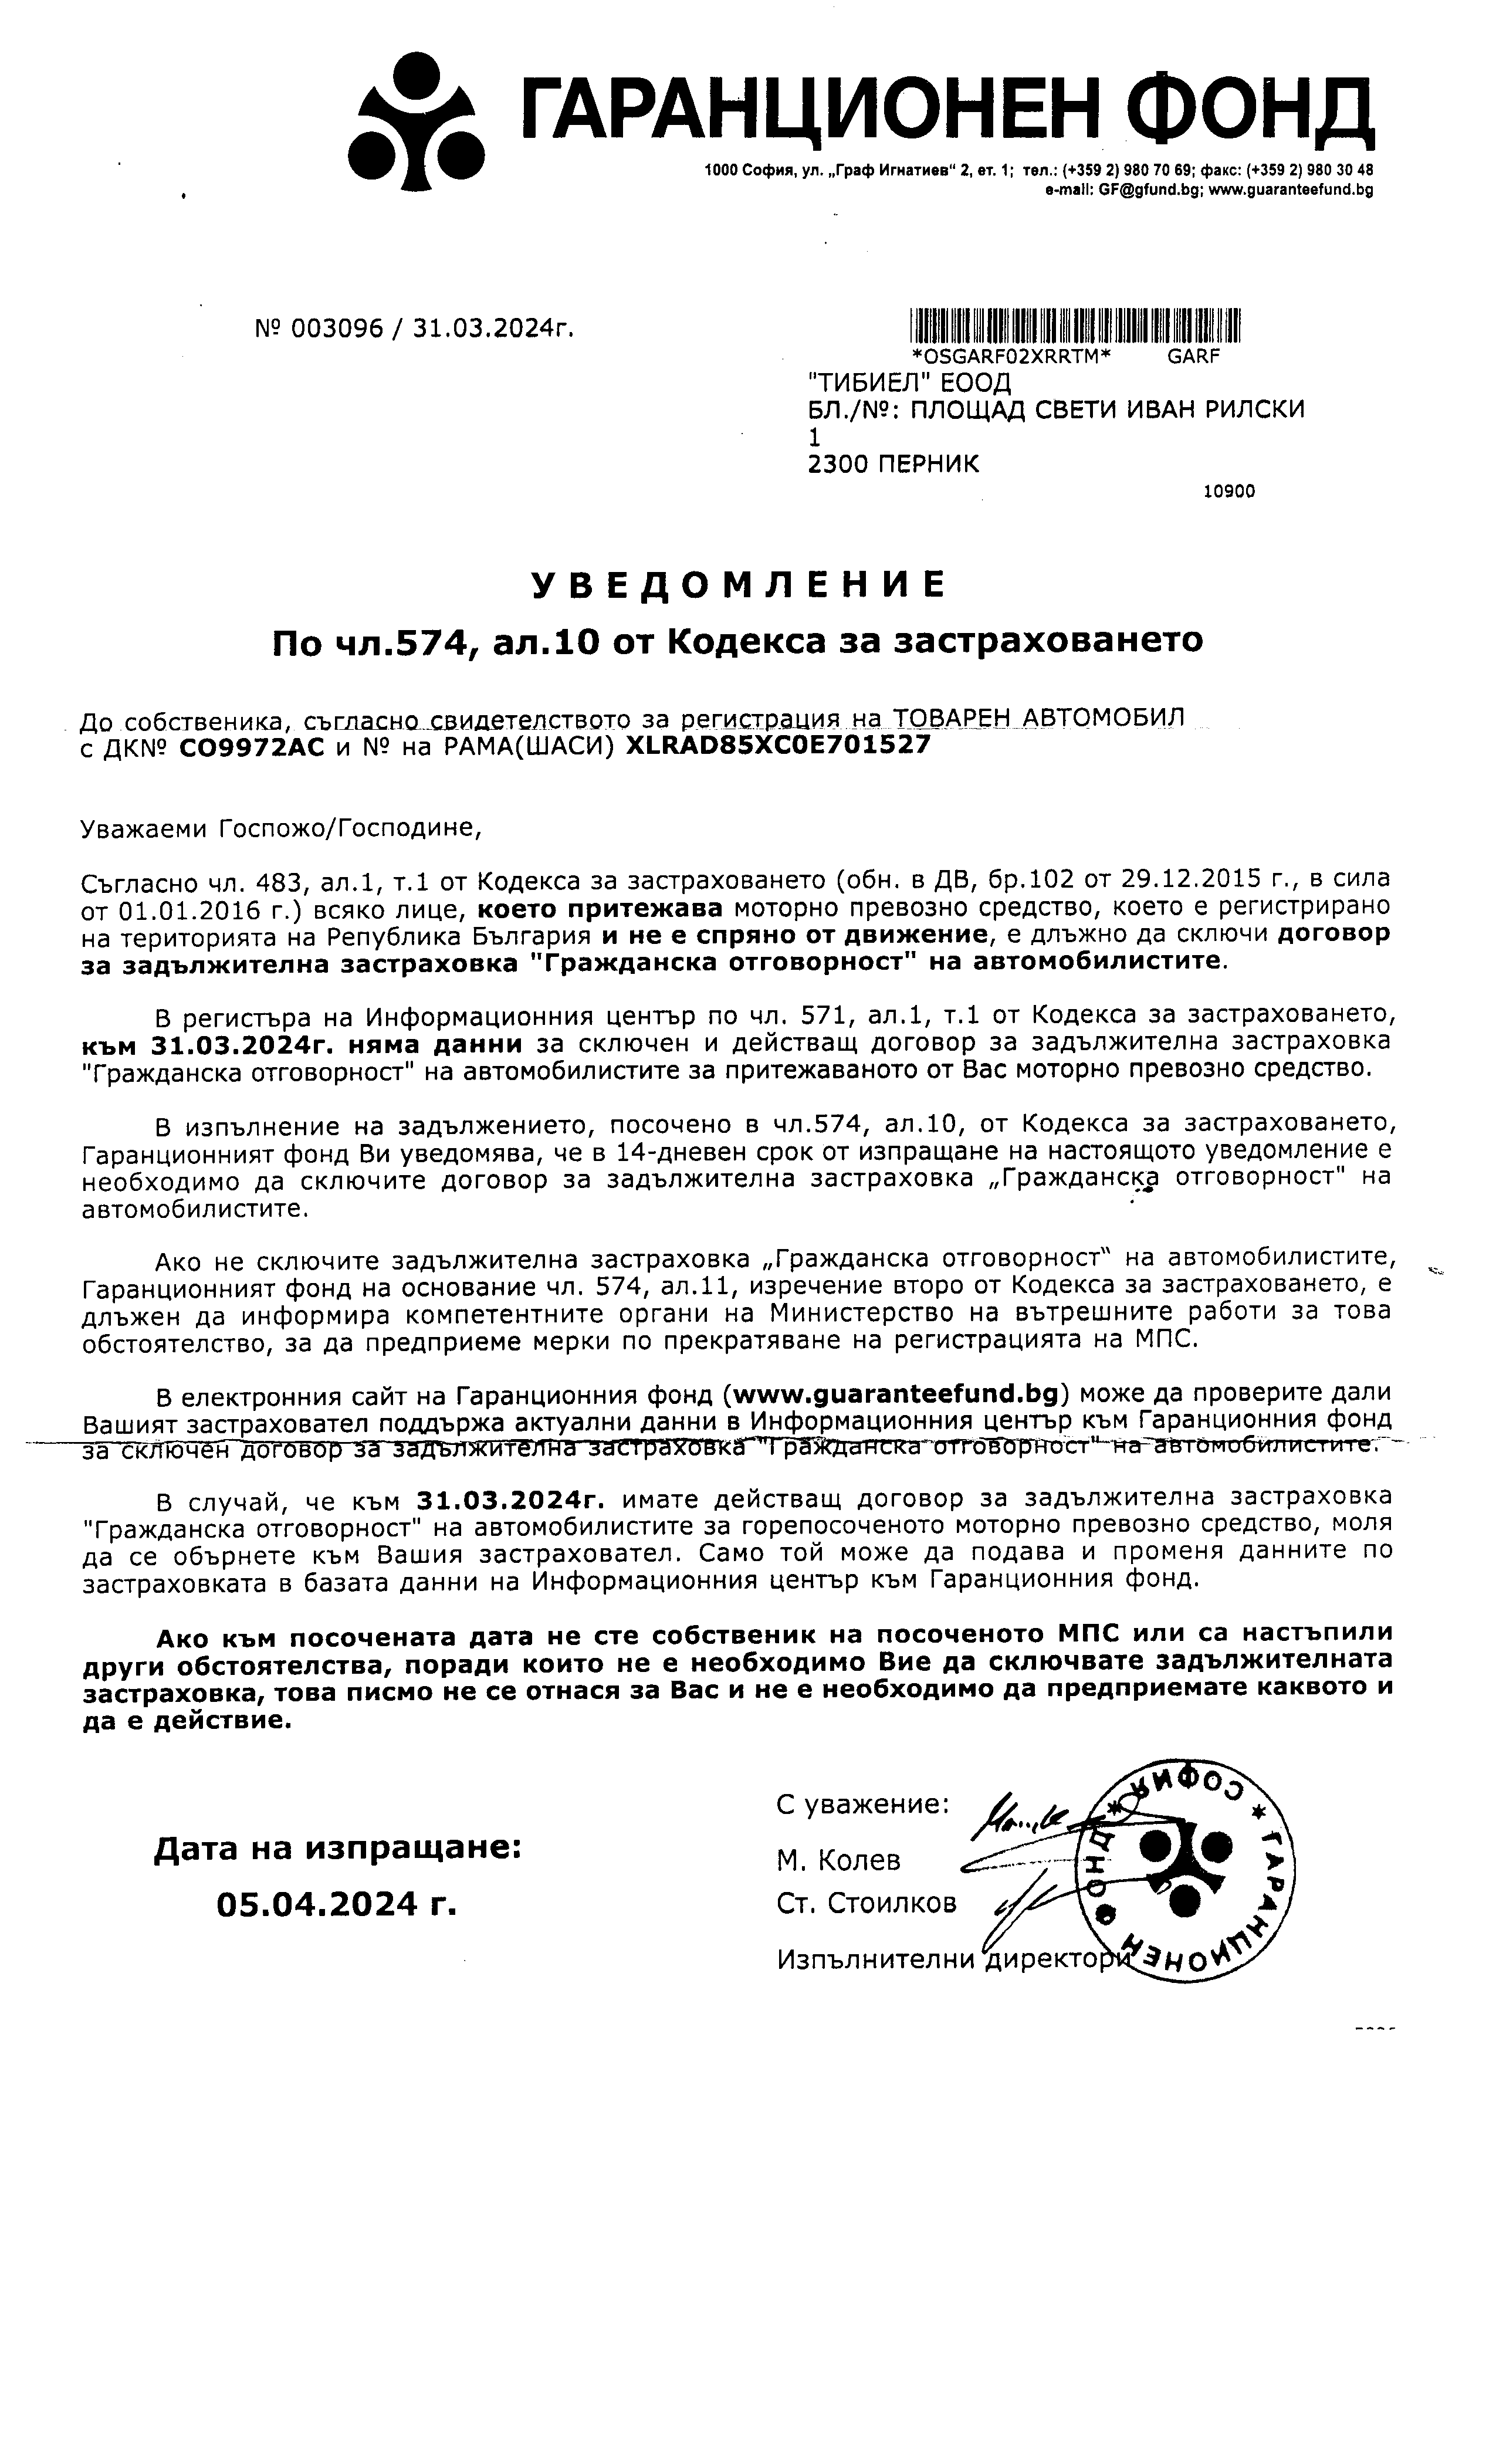 ГАРАНЦИОНЕН ФОНД
1000 София, ул. „Граф Игнатиев“ 2, ет. 1; тел.: (+359 2) 980 70 69; факс: (+359 2) 980 30 48
e-mail: GF@gfund.bg; www.guaranteefund.bg
№ 003096 / 31.03.2024г.
*OSGARF02XRRTM* GARF
"ТИБИЕЛ" ЕООД
БЛ./№: ПЛОЩАД СВЕТИ ИВАН РИЛСКИ
1
2300 ПЕРНИК
10900
УВЕДОМЛЕНИЕ
По чл.574, ал.10 от Кодекса за застраховането
До собственика, съгласно свидетелството за регистрация на ТОВАРЕН АВТОМОБИЛ
с ДК№ СО9972АС и № на РАМА(ШАСИ) XLRAD85XC0E701527
Уважаеми Госпожо/Господине,
Съгласно чл. 483, ал.1, т.1 от Кодекса за застраховането (обн. в ДВ, бр.102 от 29.12.2015 г., в сила
от 01.01.2016 г.) всяко лице, което притежава моторно превозно средство, което е регистрирано
на територията на Република България и не е спряно от движение, е длъжно да сключи договор
за задължителна застраховка "Гражданска отговорност" на автомобилистите.
В регистъра на Информационния център по чл. 571, ал.1, т.1 от Кодекса за застраховането,
към 31.03.2024г. няма данни за сключен и действащ договор за задължителна застраховка
"Гражданска отговорност" на автомобилистите за притежаваното от Вас моторно превозно средство.
В изпълнение на задължението, посочено в чл.574, ал.10, от Кодекса за застраховането,
Гаранционният фонд Ви уведомява, че в 14-дневен срок от изпращане на настоящото уведомление е
необходимо да сключите договор за задължителна застраховка „Гражданска отговорност" на
автомобилистите.
Ако не сключите задължителна застраховка „Гражданска отговорност“ на автомобилистите,
Гаранционният фонд на основание чл. 574, ал.11, изречение второ от Кодекса за застраховането, е
длъжен да информира компетентните органи на Министерство на вътрешните работи за това
обстоятелство, за да предприеме мерки по прекратяване на регистрацията на МПС.
В електронния сайт на Гаранционния фонд (www.guaranteefund.bg) може да проверите дали
Вашият застраховател поддържа актуални данни в Информационния център към Гаранционния фонд
за сключен договор за задължителна застраховка "Гражданска отговорност" на автомобилистите.
В случай, че към 31.03.2024г. имате действащ договор за задължителна застраховка
"Гражданска отговорност" на автомобилистите за горепосоченото моторно превозно средство, моля
да се обърнете към Вашия застраховател. Само той може да подава и променя данните по
застраховката в базата данни на Информационния център към Гаранционния фонд.
Ако към посочената дата не сте собственик на посоченото МПС или са настъпили
други обстоятелства, поради които не е необходимо Вие да сключвате задължителната
застраховка, това писмо не се отнася за Вас и не е необходимо да предприемате каквото и
да е действие.
С уважение:
Дата на изпращане:
М. Колев
05.04.2024 г.
Ст. Стоилков
Изпълнителни директори
ГАРАНЦИОНЕН ФОНД * СОФИЯ *